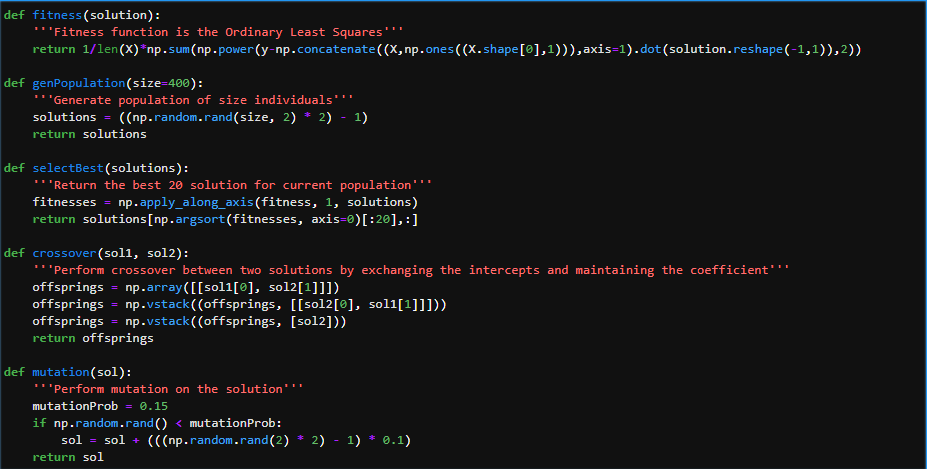 def fitness(solution):
    '''Fitness function is the Ordinary Least Squares'''
    return 1/len(X)*np.sum(np.power(y-np.concatenate((X,np.ones((X.shape[0],1))),axis=1).dot(solution.reshape(-1,1)),2))
def genPopulation(size=400):
    '''Generate population of size individuals'''
    solutions = ((np.random.rand(size, 2) * 2) - 1)
    return solutions
def selectBest(solutions):
    '''Return the best 20 solution for current population'''
    fitnesses = np.apply_along_axis(fitness, 1, solutions)
    return solutions[np.argsort(fitnesses, axis=0)[:20],:]
def crossover(sol1, sol2):
    '''Perform crossover between two solutions by exchanging the intercepts and maintaining the coefficient'''
    offsprings = np.array([[sol1[0], sol2[1]]])
    offsprings = np.vstack((offsprings, [[sol2[0], sol1[1]]]))
    offsprings = np.vstack((offsprings, [sol2]))
    return offsprings
def mutation(sol):
    '''Perform mutation on the solution'''
    mutationProb = 0.15
    if np.random.rand() < mutationProb:
        sol = sol + (((np.random.rand(2) * 2) - 1) * 0.1)
    return sol